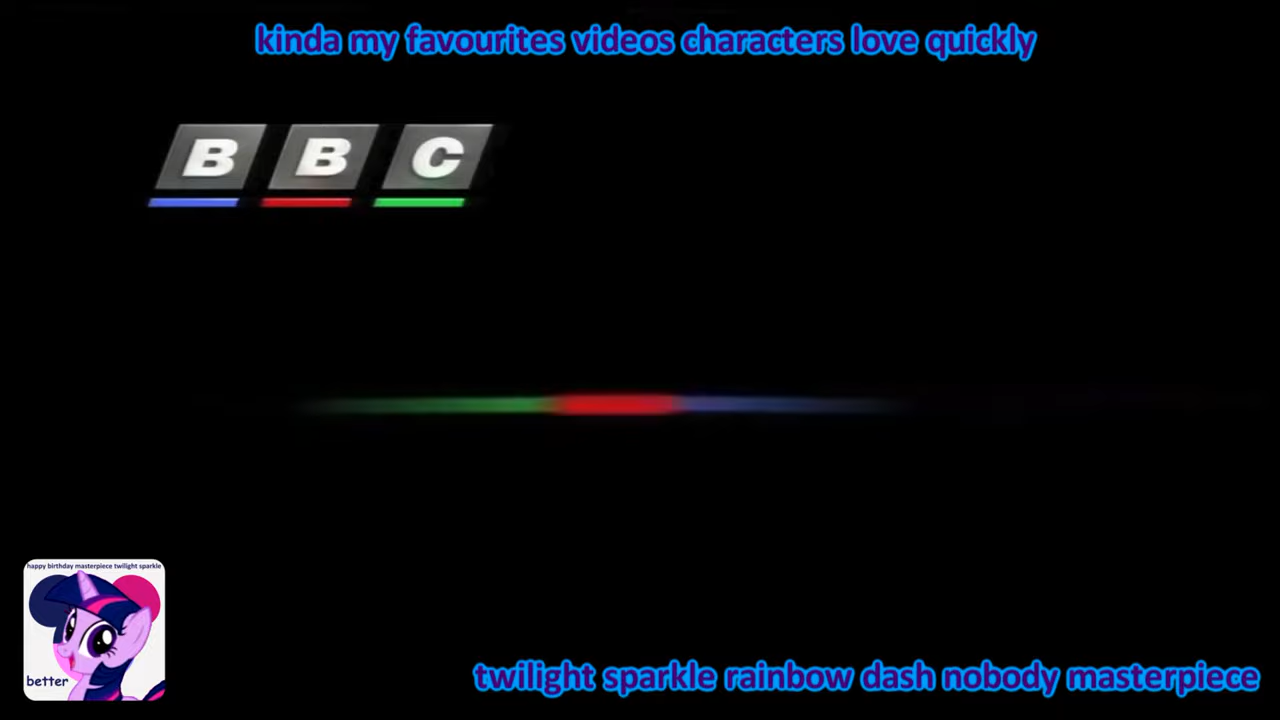 kinda my favourites videos characters love quickly
BBC
happy birthday masterpiece twilight sparkle
better
twilight sparkle rainbow dash nobody masterpiece